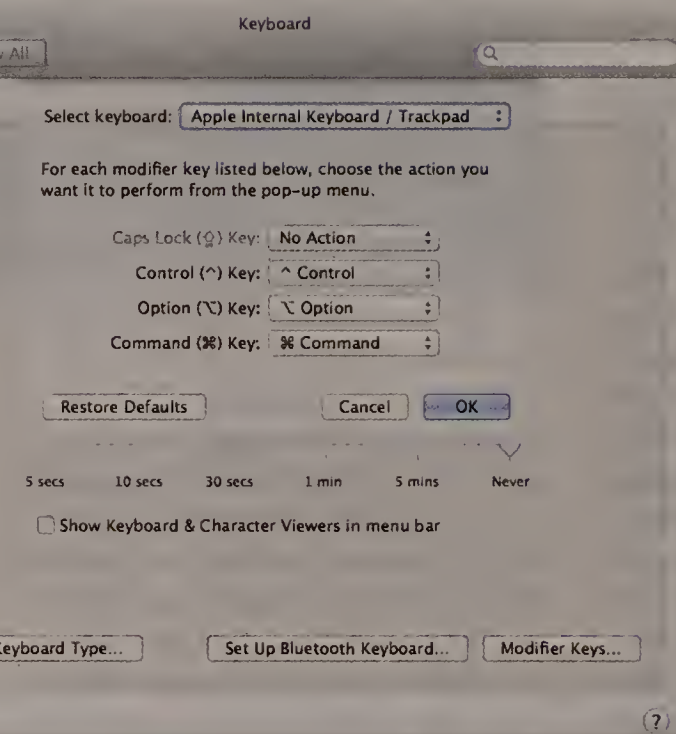 Keyboard
All
Select keyboard: Apple Internal Keyboard / Trackpad
For each modifier key listed below, choose the action you
want it to perform from the pop-up menu.
Caps Lock (⇪) Key: No Action
Control (^) Key: ^ Control
Option (⌥) Key: ⌥ Option
Command (⌘) Key: ⌘ Command
Restore Defaults Cancel OK
5 secs 10 secs 30 secs 1 min 5 mins Never
Show Keyboard & Character Viewers in menu bar
Keyboard Type... Set Up Bluetooth Keyboard... Modifier Keys...
?